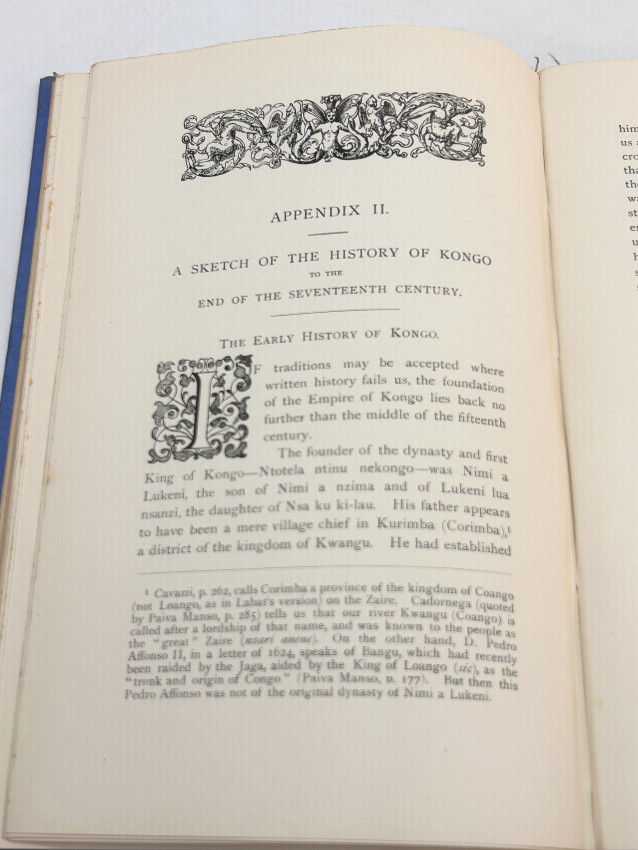 APPENDIX II.
A SKETCH OF THE HISTORY OF KONGO
TO THE
END OF THE SEVENTEENTH CENTURY.
THE EARLY HISTORY OF KONGO.
IF traditions may be accepted where
written history fails us, the foundation
of the Empire of Kongo lies back no
further than the middle of the fifteenth
century.
The founder of the dynasty and first
King of Kongo—Ntotela ntinu nekongo—was Nimi a
Lukeni, the son of Nimi a nzima and of Lukeni lua
nsanzi, the daughter of Nsa ku ki-lau. His father appears
to have been a mere village chief in Kurimba (Corimba),¹
a district of the kingdom of Kwangu. He had established
¹ Cavazzi, p. 262, calls Corimba a province of the kingdom of Coango
(not Loango, as in Labat's version) on the Zaire. Cadornega (quoted
by Paiva Manso, p. 285) tells us that our river Kwangu (Coango) is
called after a lordship of that name, and was known to the people as
the "great" Zaire (nzari anene). On the other hand, D. Pedro
Affonso II, in a letter of 1624, speaks of Bangu, which had recently
been raided by the Jaga, aided by the King of Loango (sic), as the
"trunk and origin of Congo" (Paiva Manso, p. 177). But then this
Pedro Affonso was not of the original dynasty of Nimi a Lukeni.
him
us
cro
tha
the
wa
st
er
u
h
s